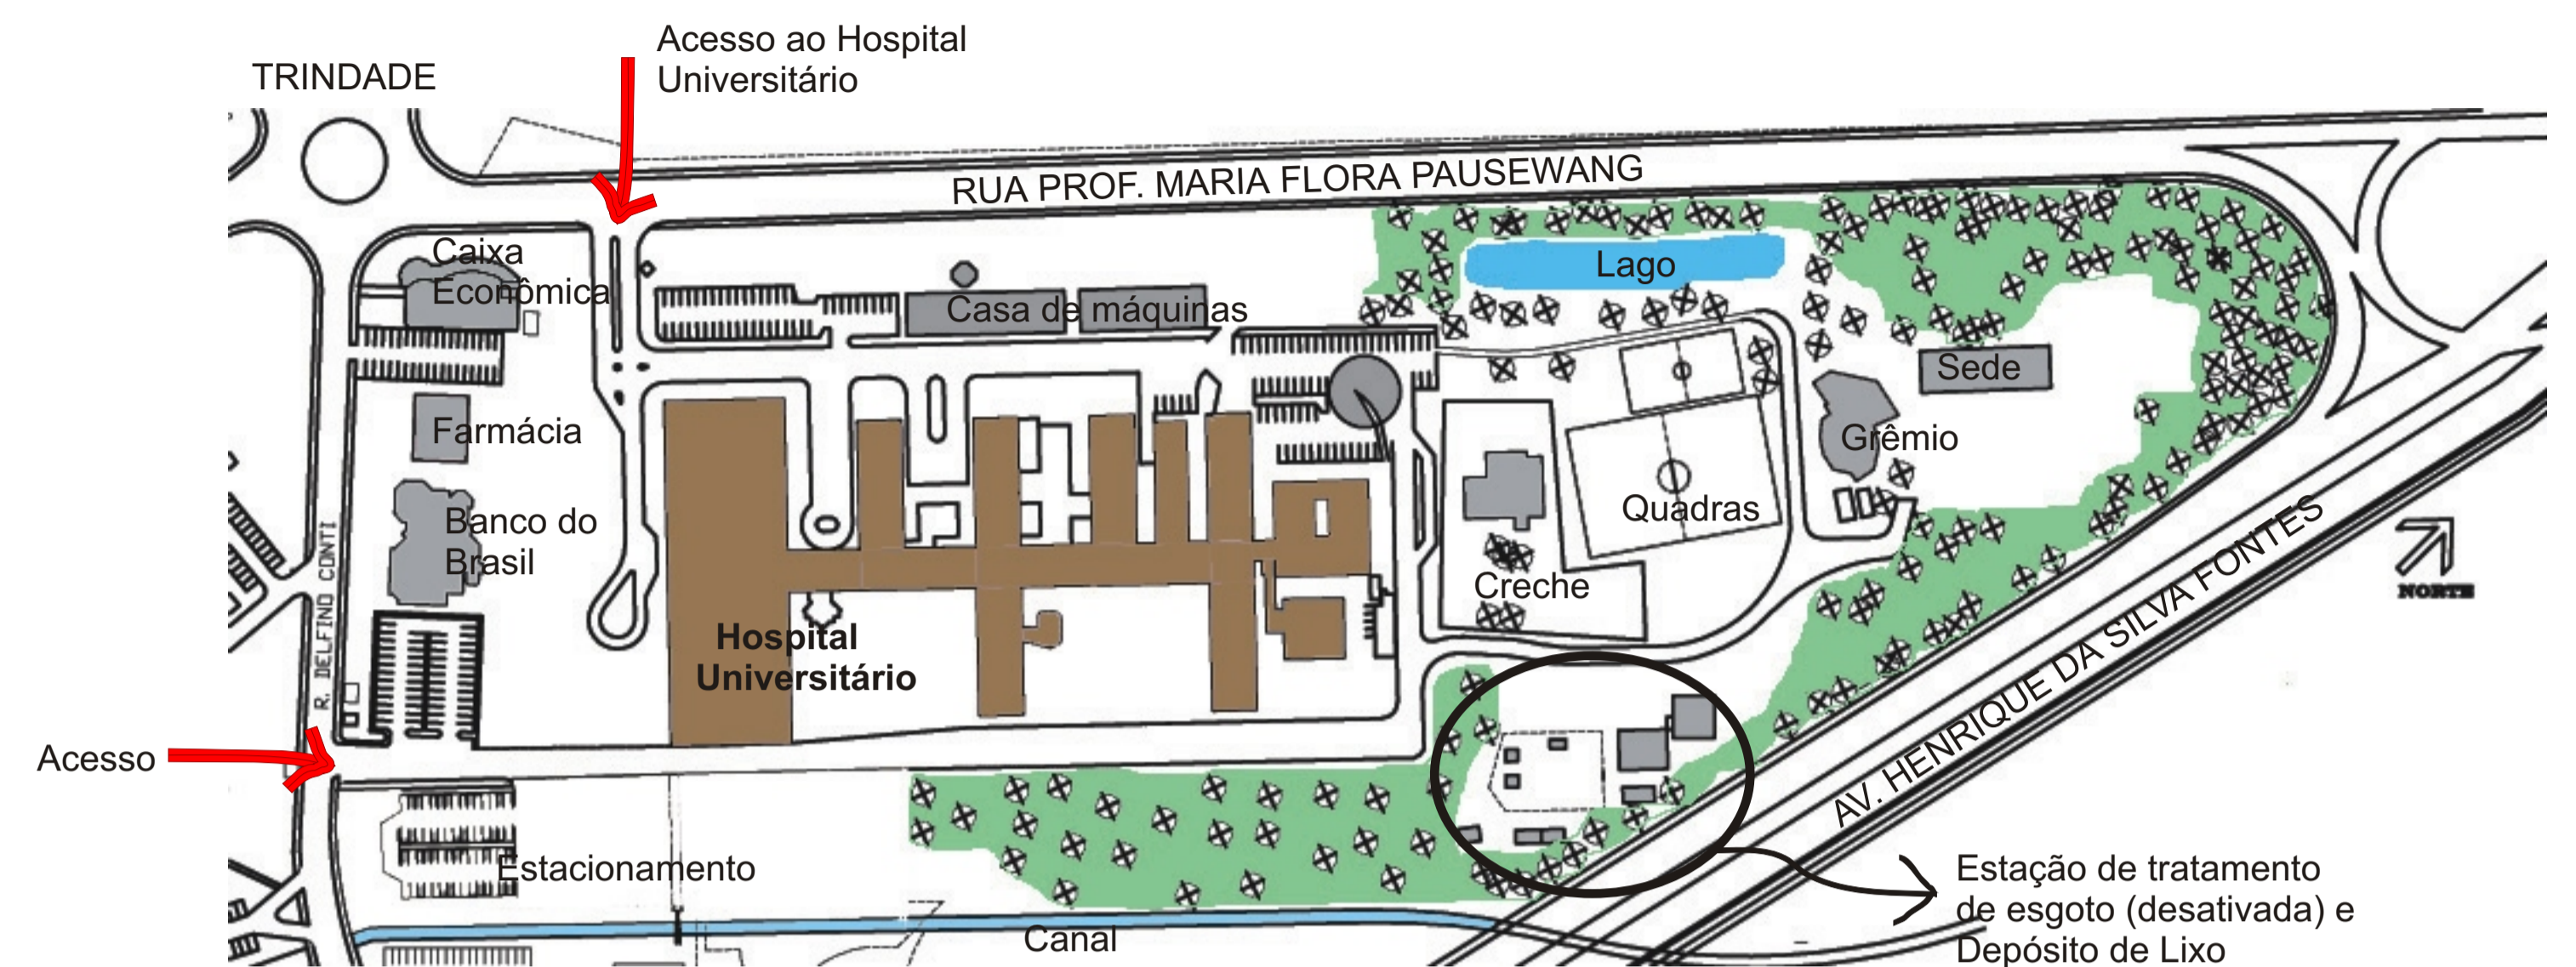 Acesso ao Hospital
Universitário
TRINDADE
RUA PROF. MARIA FLORA PAUSEWANG
Caixa
Econômica
Lago
Casa de máquinas
Sede
Farmácia
Grêmio
Banco do
Brasil
Quadras
R. DELFINO CONTI
Creche
NORTE
Hospital
Universitário
AV. HENRIQUE DA SILVA FONTES
Acesso
Estacionamento
Canal
Estação de tratamento
de esgoto (desativada) e
Depósito de Lixo